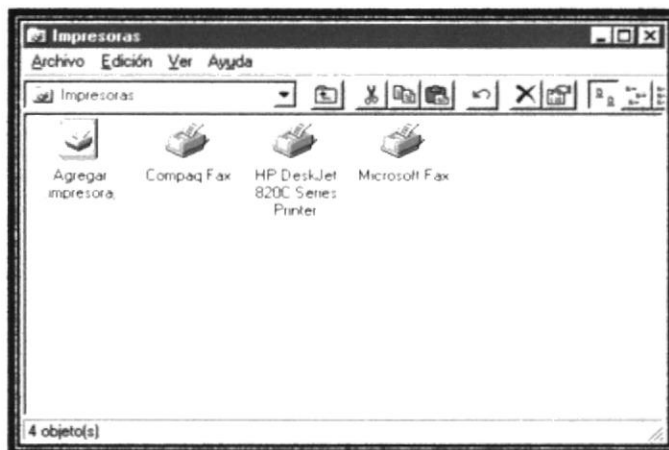 Impresoras
Archivo Edición Ver Ayuda
Impresoras
Agregar
impresora
Compaq Fax
HP DeskJet
820C Series
Printer
Microsoft Fax
4 objeto(s)